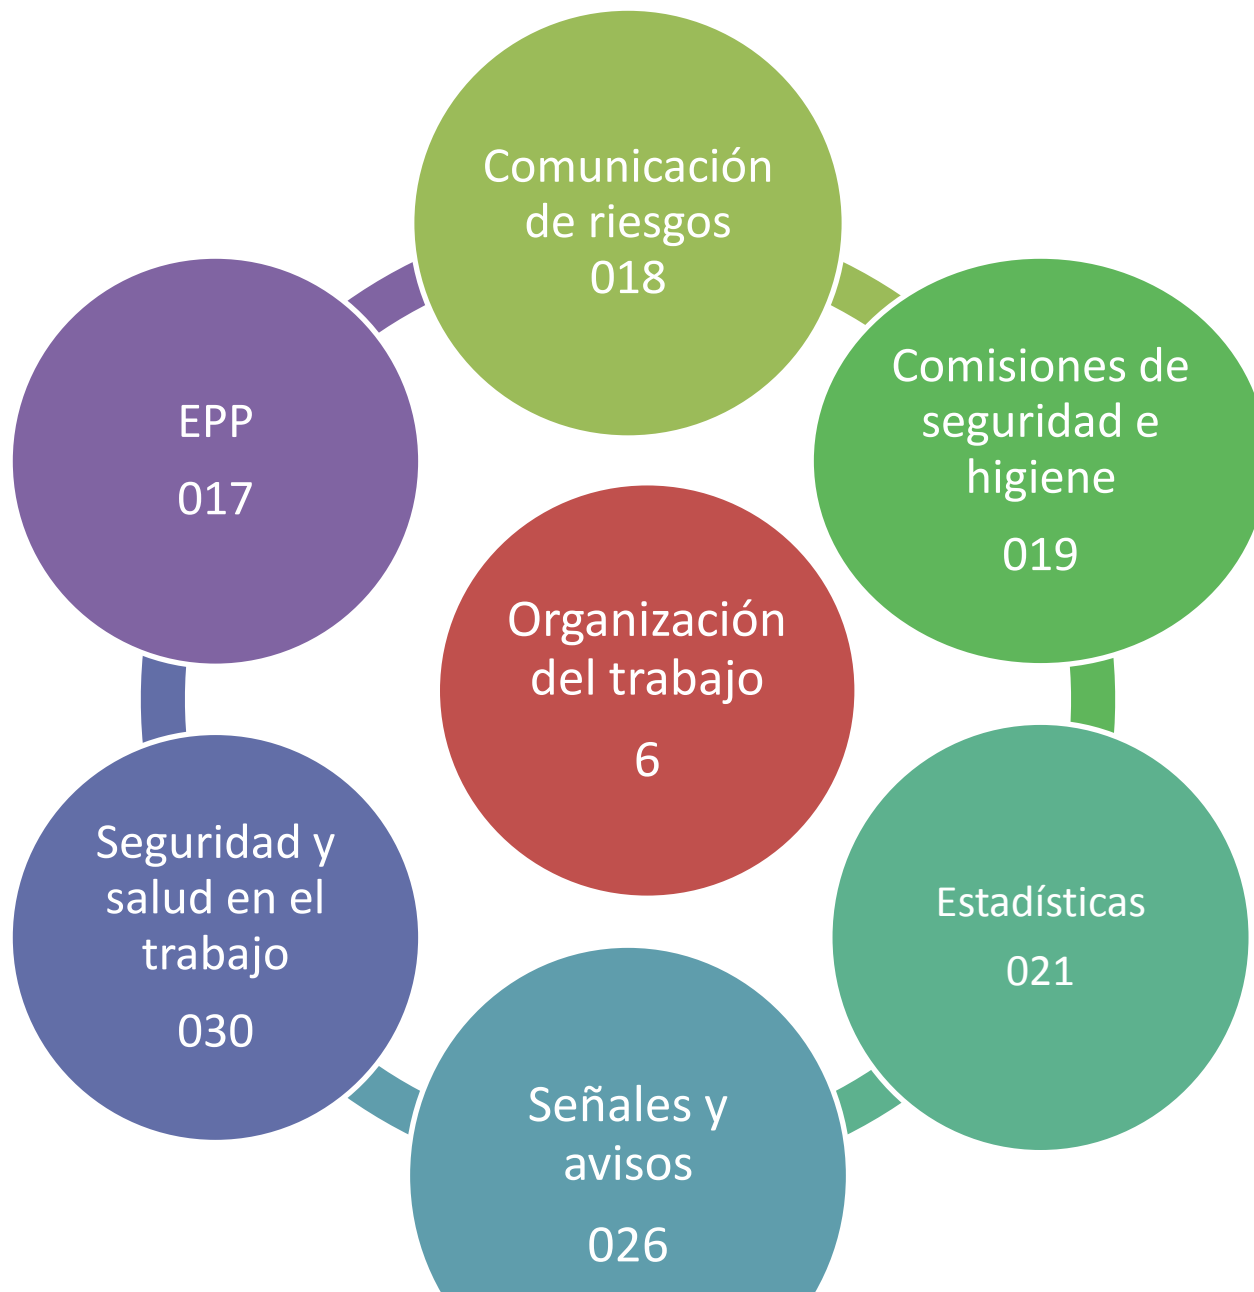 Comunicación
de riesgos
018
Comisiones de
seguridad e
higiene
019
EPP
017
Organización
del trabajo
6
Estadísticas
021
Seguridad y
salud en el
trabajo
030
Señales y
avisos
026